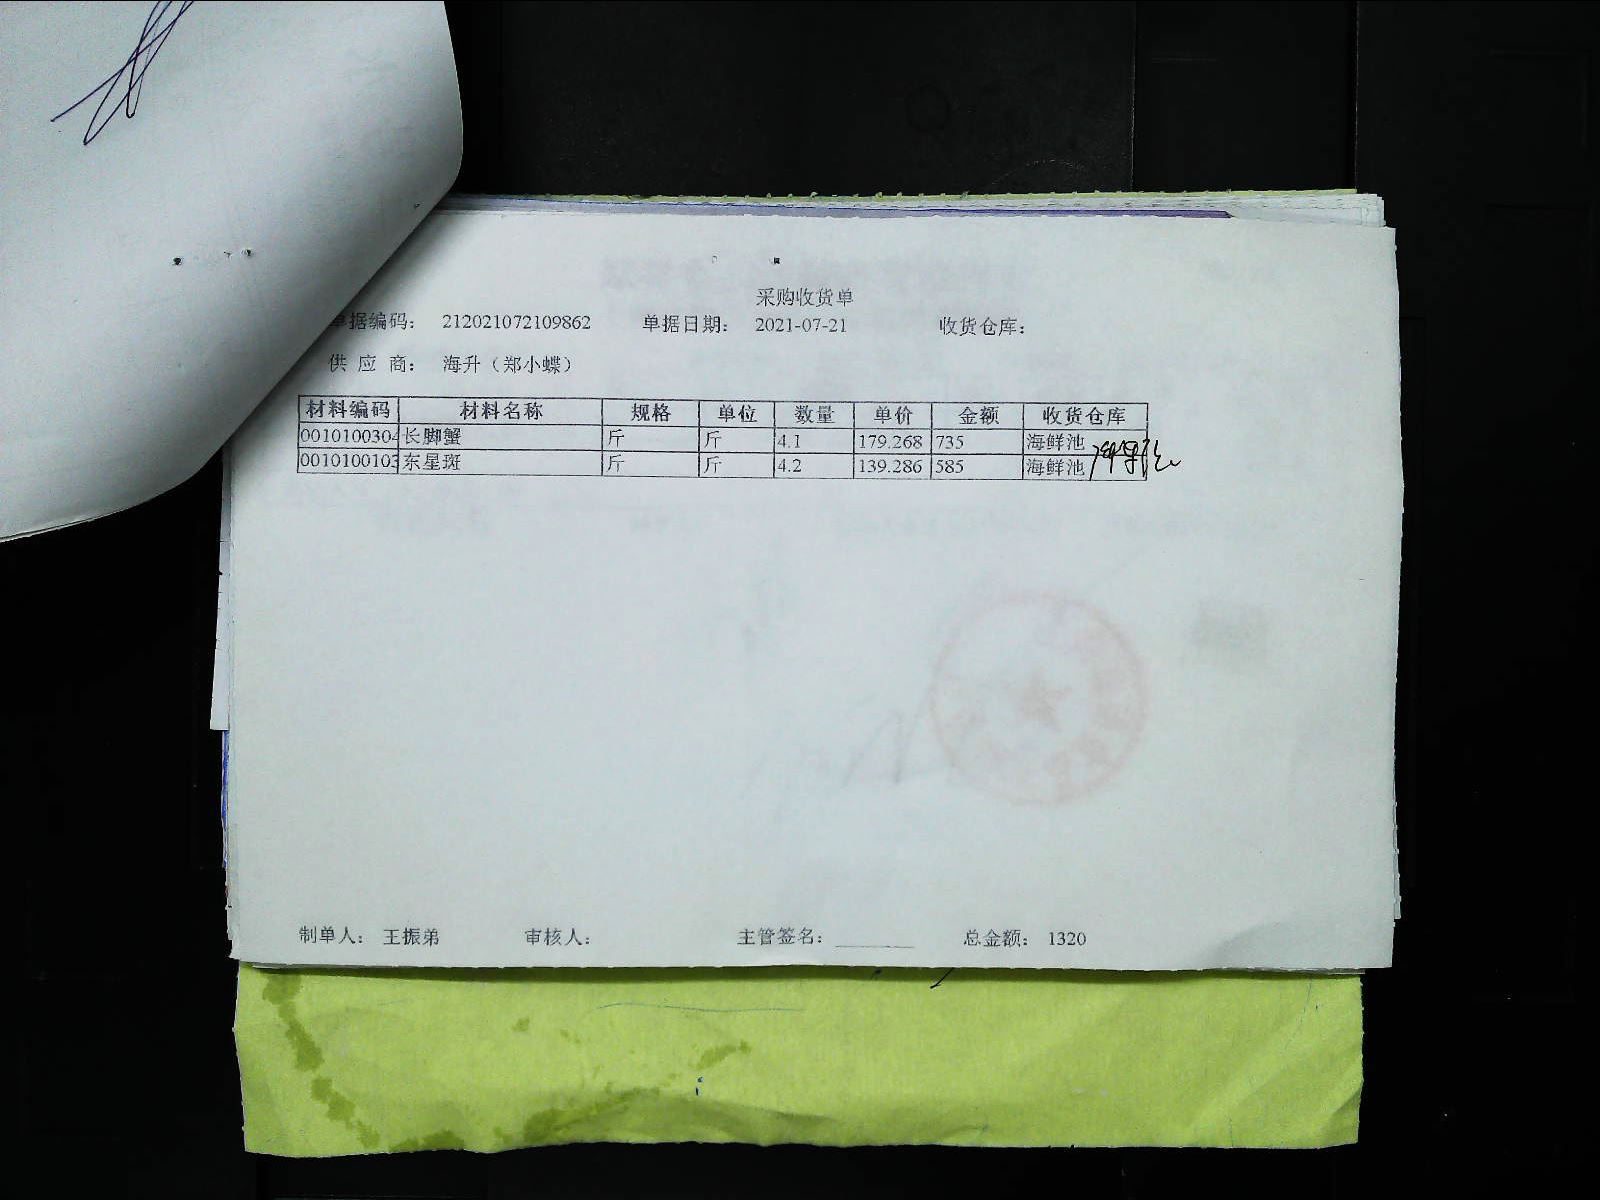 采购收货单
单据编码： 212021072109862 单据日期： 2021-07-21 收货仓库：
供 应 商： 海升（郑小蝶）
材料编码 材料名称 规格 单位 数量 单价 金额 收货仓库
0010100304 长脚蟹 斤 斤 4.1 179.268 735 海鲜池
0010100103 东星斑 斤 斤 4.2 139.286 585 海鲜池
制单人： 王振弟 审核人： 主管签名： 总金额： 1320